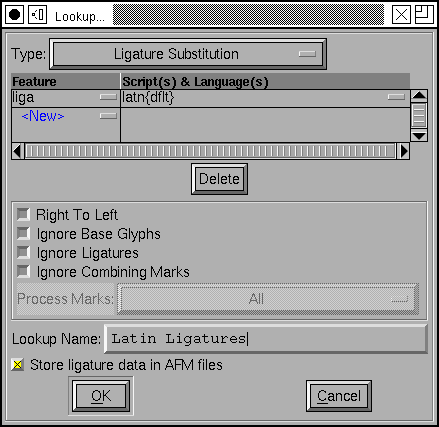 Lookup...
Type: Ligature Substitution
Feature Script(s) & Language(s)
liga latn{dflt}
<New>
Delete
Right To Left
Ignore Base Glyphs
Ignore Ligatures
Ignore Combining Marks
Process Marks: All
Lookup Name: Latin Ligatures
Store ligature data in AFM files
OK Cancel